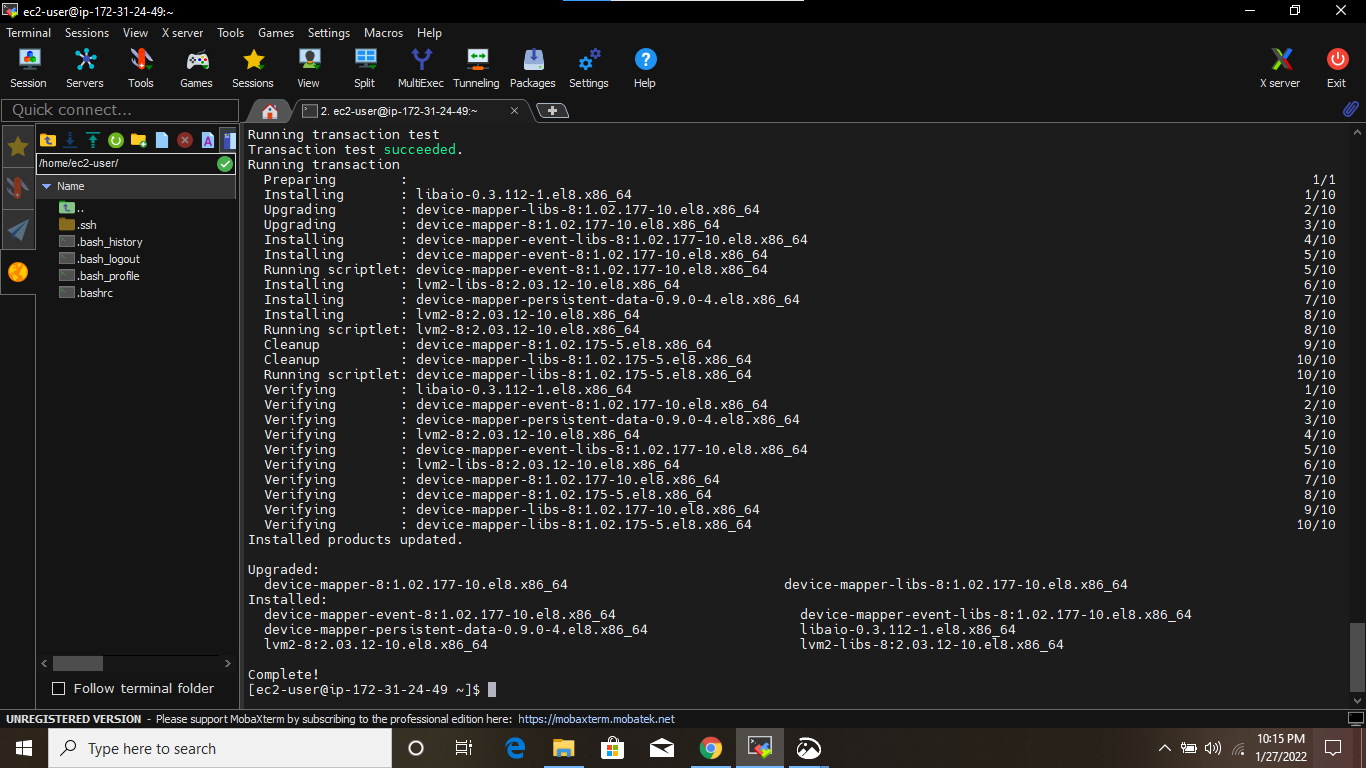 ec2-user@ip-172-31-24-49:~
Terminal Sessions View X server Tools Games Settings Macros Help
Session Servers Tools Games Sessions View Split MultiExec Tunneling Packages Settings Help X server Exit
Quick connect...
2. ec2-user@ip-172-31-24-49:~
/home/ec2-user/
Name
..
.ssh
.bash_history
.bash_logout
.bash_profile
.bashrc
Follow terminal folder
Running transaction test
Transaction test succeeded.
Running transaction
Preparing : 1/1
Installing : libaio-0.3.112-1.el8.x86_64 1/10
Upgrading : device-mapper-libs-8:1.02.177-10.el8.x86_64 2/10
Upgrading : device-mapper-8:1.02.177-10.el8.x86_64 3/10
Installing : device-mapper-event-libs-8:1.02.177-10.el8.x86_64 4/10
Installing : device-mapper-event-8:1.02.177-10.el8.x86_64 5/10
Running scriptlet: device-mapper-event-8:1.02.177-10.el8.x86_64 5/10
Installing : lvm2-libs-8:2.03.12-10.el8.x86_64 6/10
Installing : device-mapper-persistent-data-0.9.0-4.el8.x86_64 7/10
Installing : lvm2-8:2.03.12-10.el8.x86_64 8/10
Running scriptlet: lvm2-8:2.03.12-10.el8.x86_64 8/10
Cleanup : device-mapper-8:1.02.175-5.el8.x86_64 9/10
Cleanup : device-mapper-libs-8:1.02.175-5.el8.x86_64 10/10
Running scriptlet: device-mapper-libs-8:1.02.175-5.el8.x86_64 10/10
Verifying : libaio-0.3.112-1.el8.x86_64 1/10
Verifying : device-mapper-event-8:1.02.177-10.el8.x86_64 2/10
Verifying : device-mapper-persistent-data-0.9.0-4.el8.x86_64 3/10
Verifying : lvm2-8:2.03.12-10.el8.x86_64 4/10
Verifying : device-mapper-event-libs-8:1.02.177-10.el8.x86_64 5/10
Verifying : lvm2-libs-8:2.03.12-10.el8.x86_64 6/10
Verifying : device-mapper-8:1.02.177-10.el8.x86_64 7/10
Verifying : device-mapper-8:1.02.175-5.el8.x86_64 8/10
Verifying : device-mapper-libs-8:1.02.177-10.el8.x86_64 9/10
Verifying : device-mapper-libs-8:1.02.175-5.el8.x86_64 10/10
Installed products updated.
Upgraded:
device-mapper-8:1.02.177-10.el8.x86_64 device-mapper-libs-8:1.02.177-10.el8.x86_64
Installed:
device-mapper-event-8:1.02.177-10.el8.x86_64 device-mapper-event-libs-8:1.02.177-10.el8.x86_64
device-mapper-persistent-data-0.9.0-4.el8.x86_64 libaio-0.3.112-1.el8.x86_64
lvm2-8:2.03.12-10.el8.x86_64 lvm2-libs-8:2.03.12-10.el8.x86_64
Complete!
[ec2-user@ip-172-31-24-49 ~]$
UNREGISTERED VERSION - Please support MobaXterm by subscribing to the professional edition here: https://mobaxterm.mobatek.net
Type here to search
10:15 PM
1/27/2022